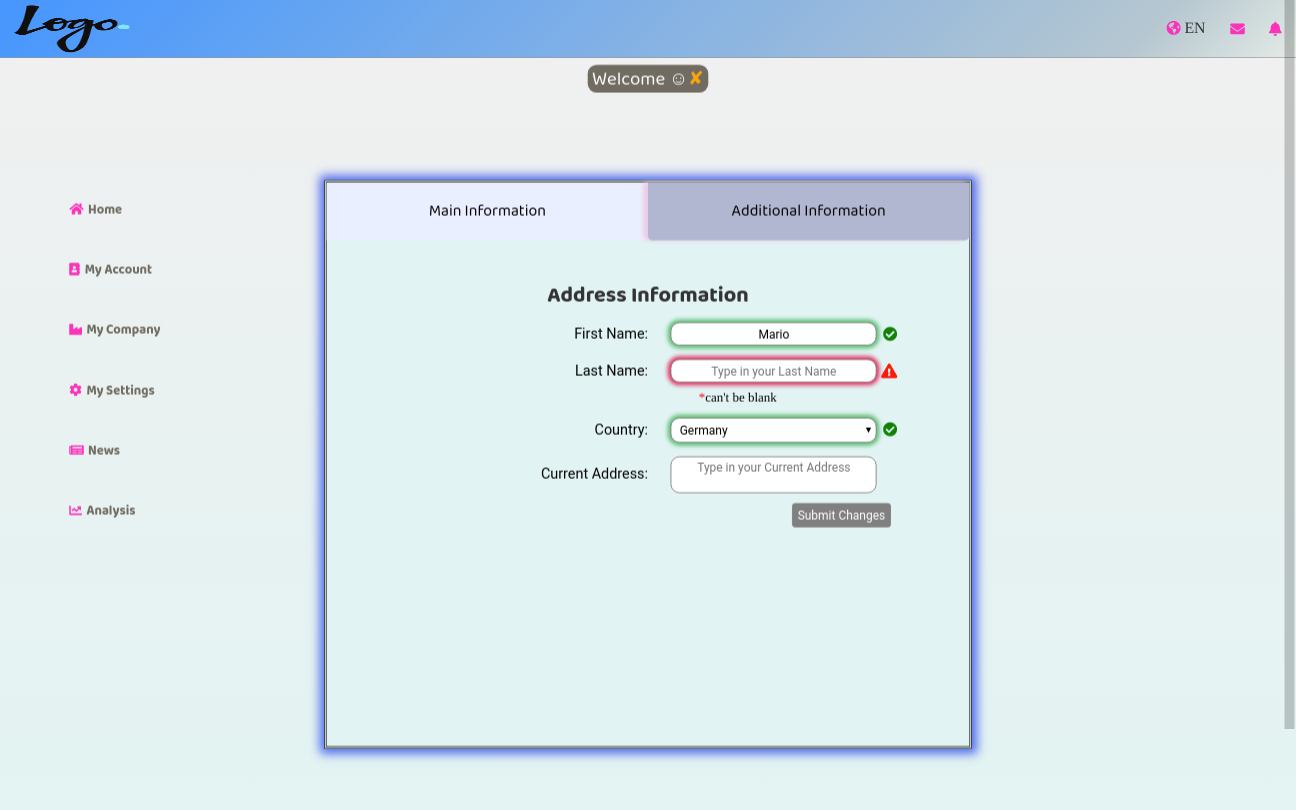 Logo
EN
Welcome ☺✘
Home
My Account
My Company
My Settings
News
Analysis
Main Information
Additional Information
Address Information
First Name:
Mario
Last Name:
Type in your Last Name
*can't be blank
Country:
Germany
Current Address:
Type in your Current Address
Submit Changes